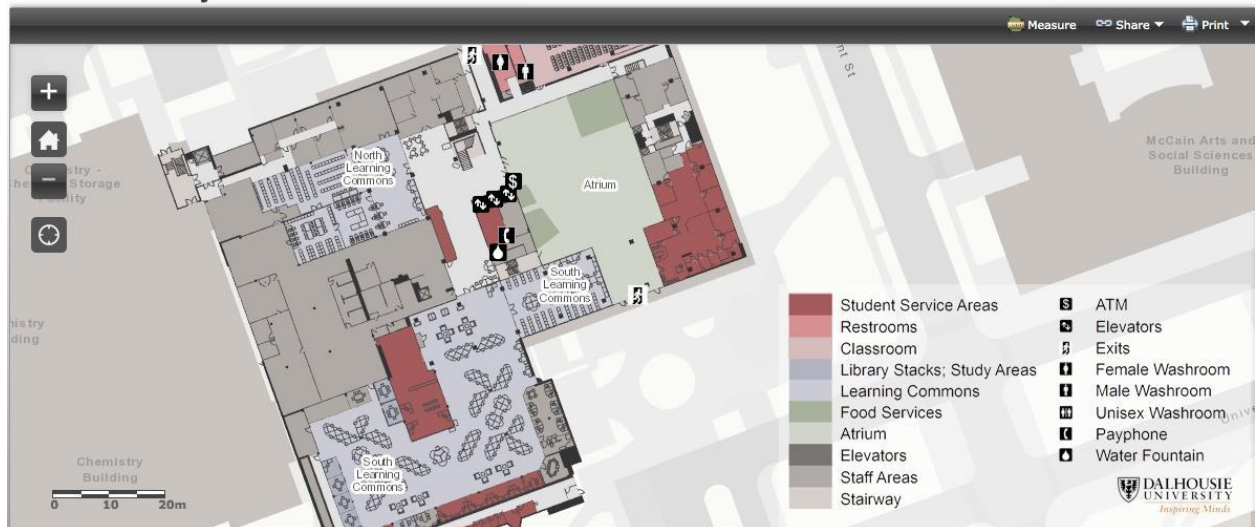 Measure Share Print
McCain Arts and
Social Sciences
Building
North
Learning
Commons
Atrium
South
Learning
Commons
Student Service Areas
Restrooms
Classroom
Library Stacks; Study Areas
Learning Commons
Food Services
Atrium
Elevators
Staff Areas
Stairway
$ ATM
Elevators
Exits
Female Washroom
Male Washroom
Unisex Washroom
Payphone
Water Fountain
South
Learning
Commons
Chemistry
Building
0 10 20m
DALHOUSIE
UNIVERSITY
Inspiring Minds